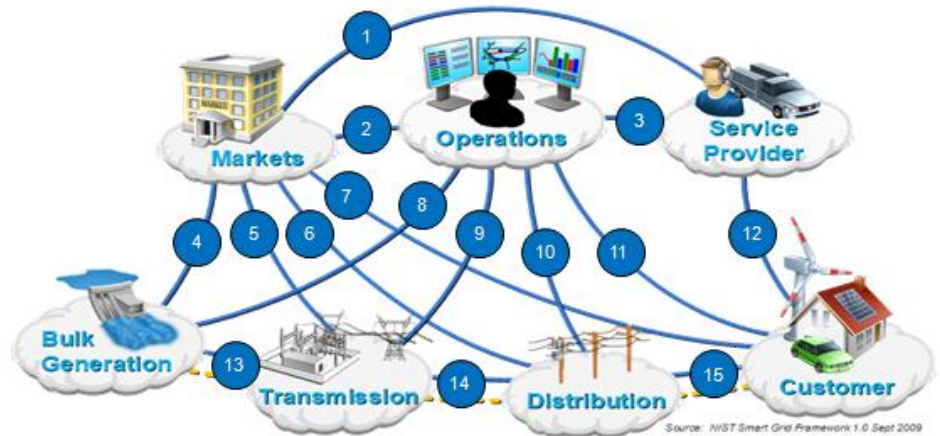 1
MARKET
2
3
Markets
Operations
Service
Provider
7
8
4
5
6
9
10
11
12
Bulk
Generation
13
Transmission
14
Distribution
15
Customer
Source: NIST Smart Grid Framework 1.0 Sept 2009